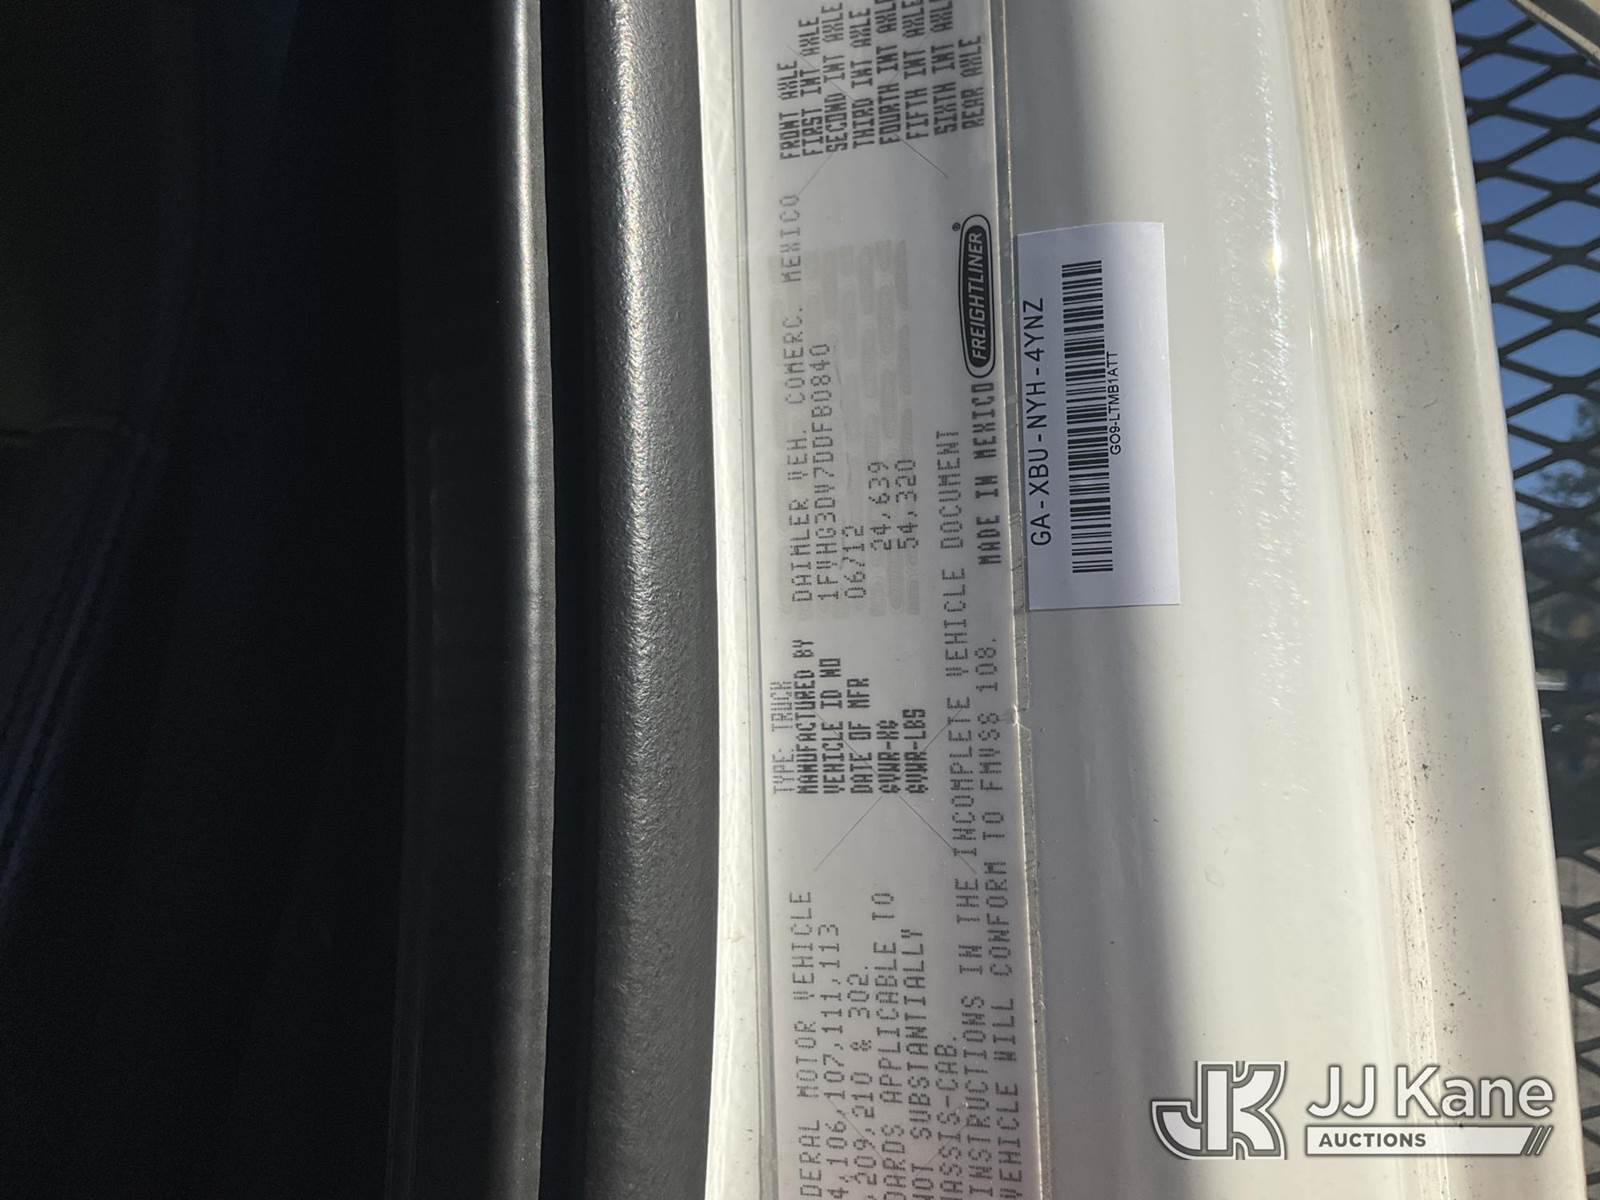 DERAL MOTOR VEHICLE
4,106,107,111,113
,209,210 & 302.
DARDS APPLICABLE TO
NOT SUBSTANTIALLY
HASSIS-CAB.
INSTRUCTIONS IN THE INCOMPLETE VEHICLE DOCUMENT
VEHICLE WILL CONFORM TO FMVSS 108.
TYPE: TRUCK
MANUFACTURED BY DAIMLER VEH. COMERC. MEXICO
VEHICLE ID NO 1FVHG3DV7DDFB0840
DATE OF MFR 06/12
GVWR-KG 24,639
GVWR-LBS 54,320
MADE IN MEXICO
FREIGHTLINER®
FRONT AXLE
FIRST INT AXLE
SECOND INT AXLE
THIRD INT AXLE
FOURTH INT AXLE
FIFTH INT AXLE
SIXTH INT AXLE
REAR AXLE
GA-XBU-NYH-4YNZ
GO9-LTMB1ATT
JJ Kane
AUCTIONS